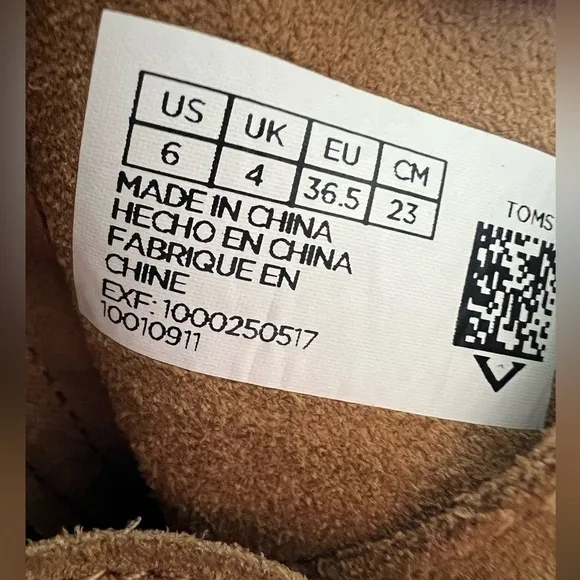 US UK EU CM
6 4 36.5 23
MADE IN CHINA
HECHO EN CHINA
FABRIQUE EN
CHINE
EXF: 1000250517
10010911
TOMS